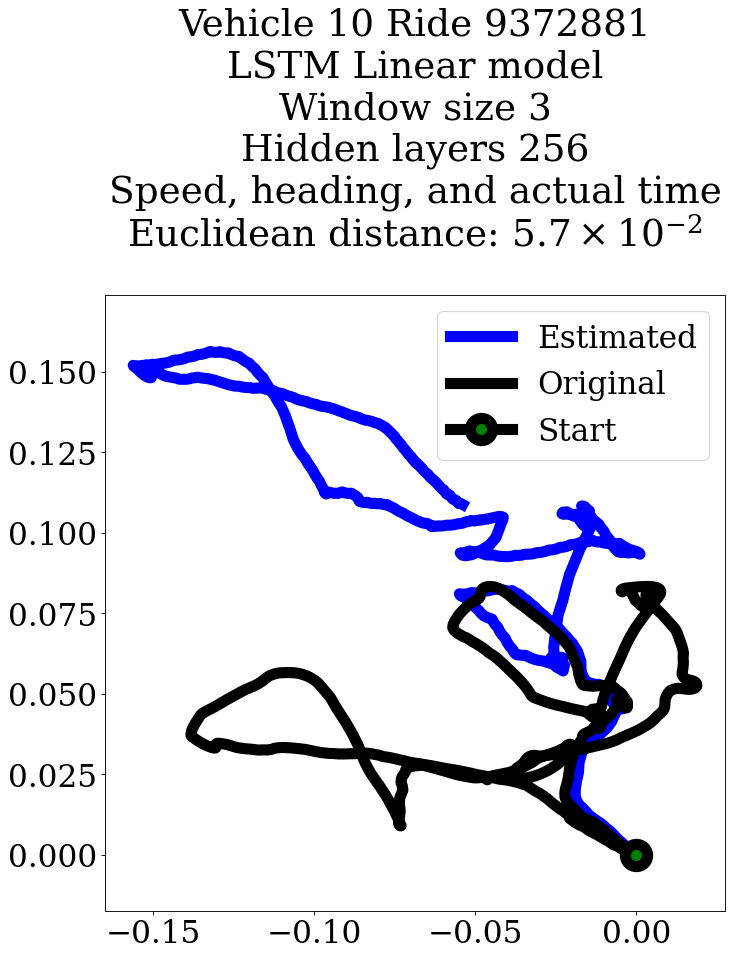 Vehicle 10 Ride 9372881
LSTM Linear model
Window size 3
Hidden layers 256
Speed, heading, and actual time
Euclidean distance: 5.7 × 10⁻²
Estimated
Original
Start
0.150
0.125
0.100
0.075
0.050
0.025
0.000
−0.15 −0.10 −0.05 0.00